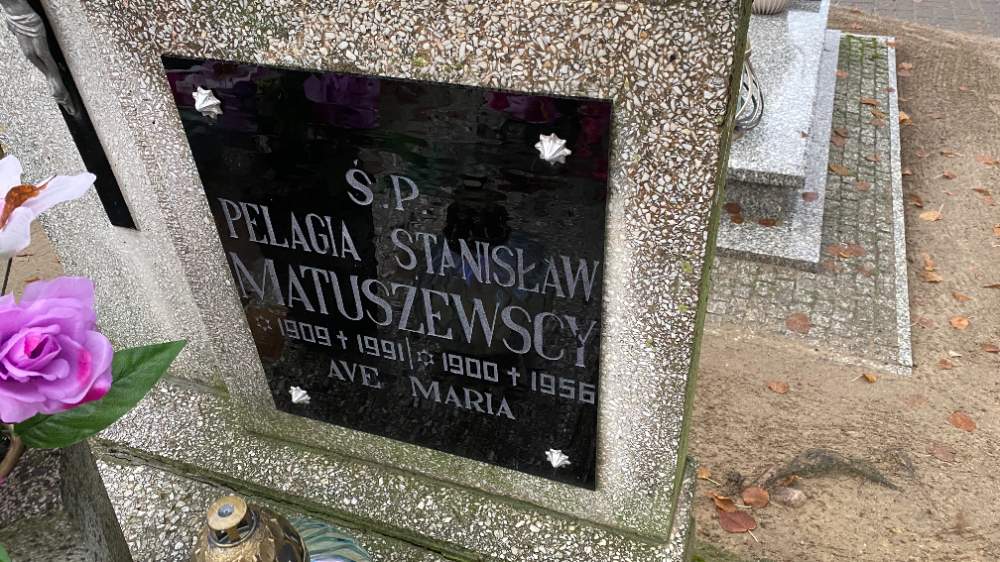 Ś.P.
PELAGIA STANISŁAW
MATUSZEWSCY
✡1909 † 1991 | ✡1900 † 1956
AVE MARIA